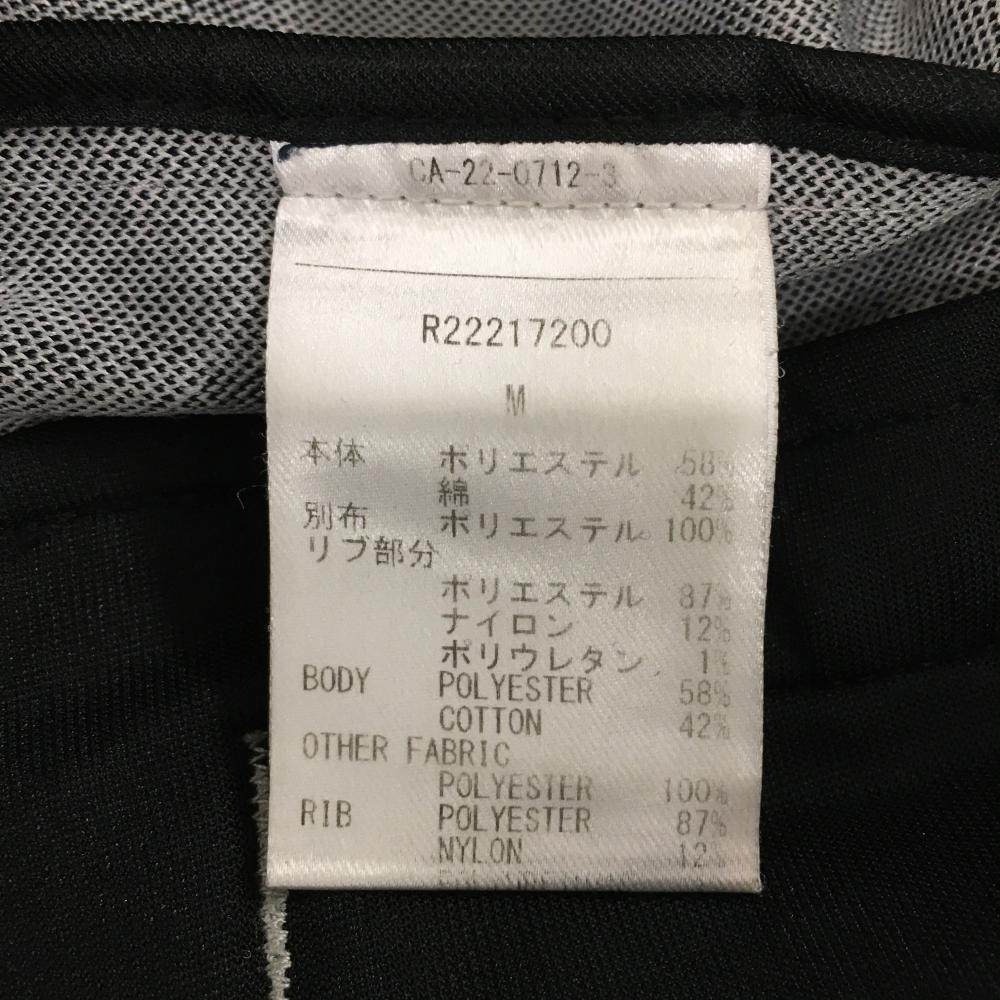 CA-22-0712-3
R22217200
M
本体 ポリエステル 58%
綿 42%
別布 ポリエステル 100%
リブ部分
ポリエステル 87%
ナイロン 12%
ポリウレタン 1%
BODY POLYESTER 58%
COTTON 42%
OTHER FABRIC
POLYESTER 100%
RIB POLYESTER 87%
NYLON 12%